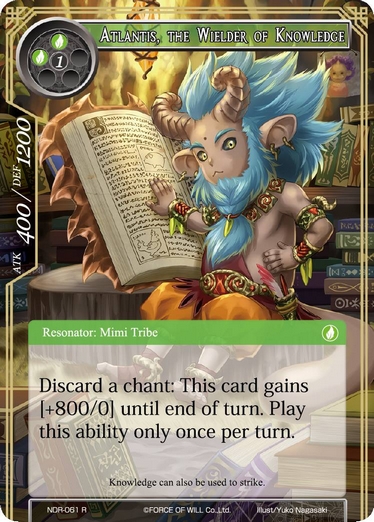 Atlantis, the Wielder of Knowledge
1
ATK 400 / DEF 1200
Resonator: Mimi Tribe
Discard a chant: This card gains
[+800/0] until end of turn. Play
this ability only once per turn.
Knowledge can also be used to strike.
NDR-061 R ©FORCE OF WILL Co.,Ltd. Illust/Yuko Nagasaki